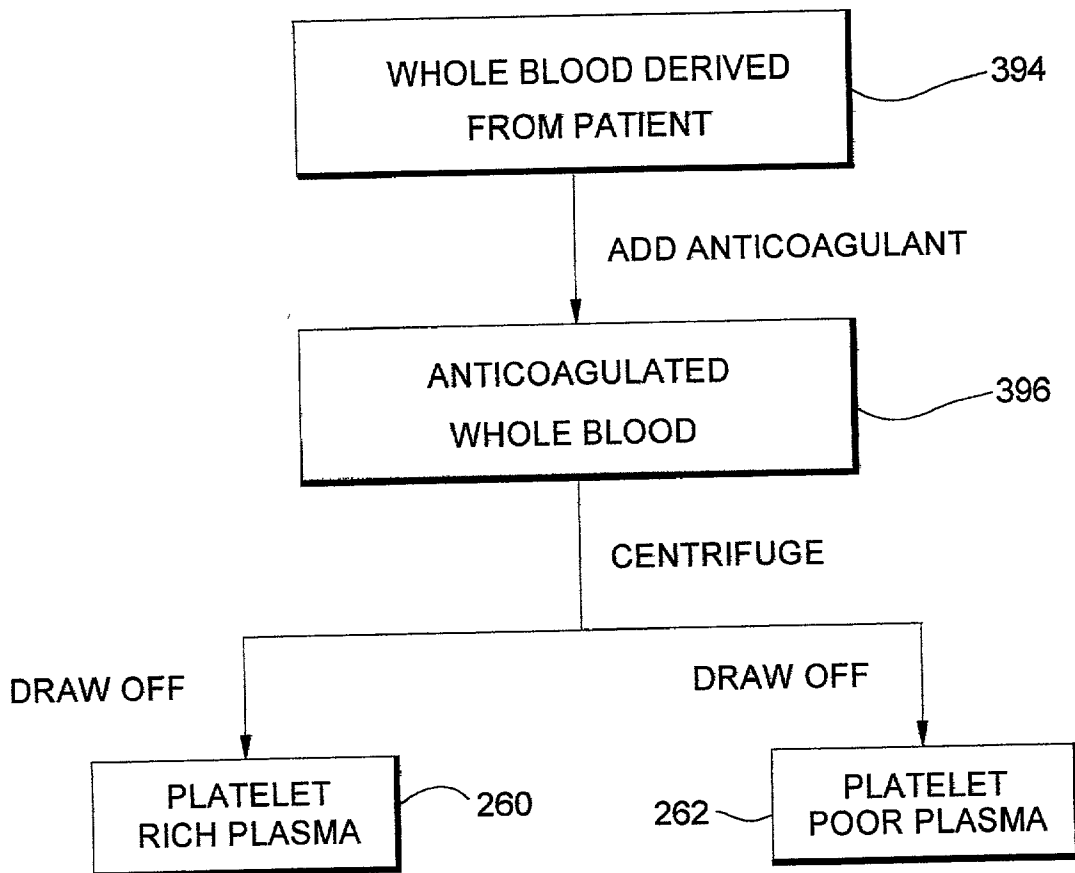 WHOLE BLOOD DERIVED
FROM PATIENT
394
ADD ANTICOAGULANT
ANTICOAGULATED
WHOLE BLOOD
396
CENTRIFUGE
DRAW OFF
DRAW OFF
PLATELET
RICH PLASMA
260
262
PLATELET
POOR PLASMA